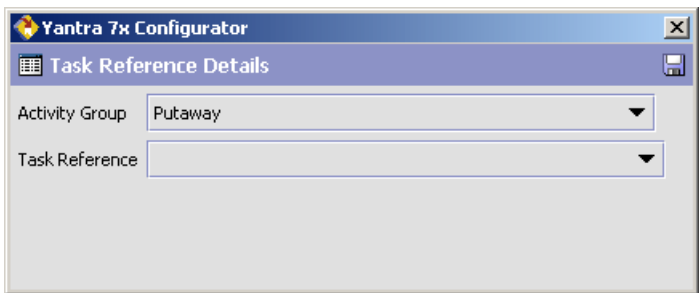 Yantra 7x Configurator
Task Reference Details
Activity Group Putaway
Task Reference